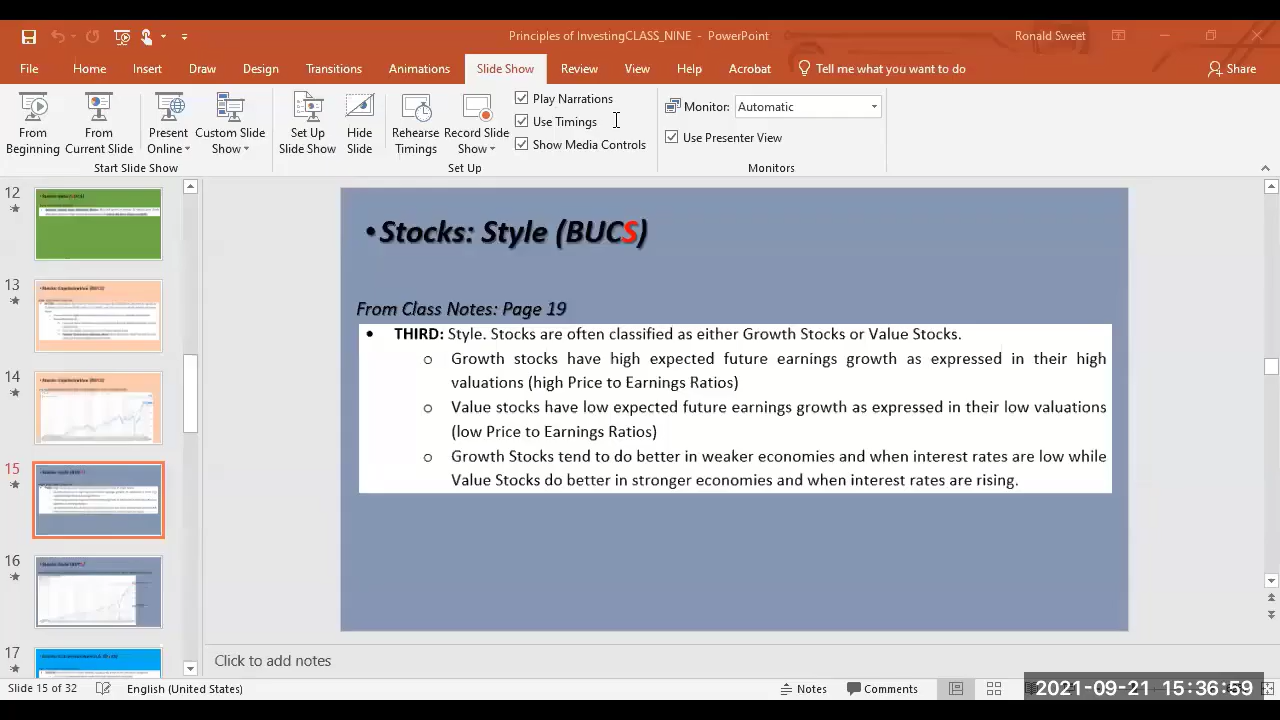 Principles of InvestingCLASS_NINE - PowerPoint
Ronald Sweet
File Home Insert Draw Design Transitions Animations Slide Show Review View Help Acrobat Tell me what you want to do Share
From Beginning
From Current Slide
Present Online
Custom Slide Show
Start Slide Show
Set Up Slide Show
Hide Slide
Rehearse Timings
Record Slide Show
Play Narrations
Use Timings
Show Media Controls
Set Up
Monitor: Automatic
Use Presenter View
Monitors
12
13
14
15
16
17
•Stocks: Style (BUCS)
From Class Notes: Page 19
• THIRD: Style. Stocks are often classified as either Growth Stocks or Value Stocks.
o Growth stocks have high expected future earnings growth as expressed in their high
valuations (high Price to Earnings Ratios)
o Value stocks have low expected future earnings growth as expressed in their low valuations
(low Price to Earnings Ratios)
o Growth Stocks tend to do better in weaker economies and when interest rates are low while
Value Stocks do better in stronger economies and when interest rates are rising.
Click to add notes
Slide 15 of 32 English (United States) Notes Comments
2021-09-21 15:36:59